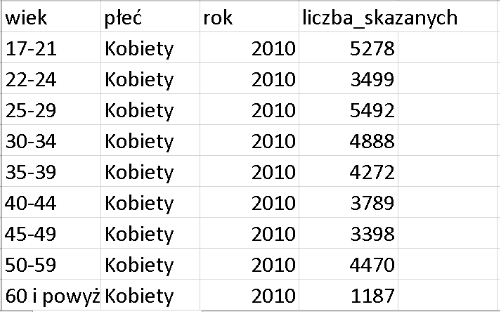 wiek płeć rok liczba_skazanych
17-21 Kobiety 2010 5278
22-24 Kobiety 2010 3499
25-29 Kobiety 2010 5492
30-34 Kobiety 2010 4888
35-39 Kobiety 2010 4272
40-44 Kobiety 2010 3789
45-49 Kobiety 2010 3398
50-59 Kobiety 2010 4470
60 i powyż Kobiety 2010 1187